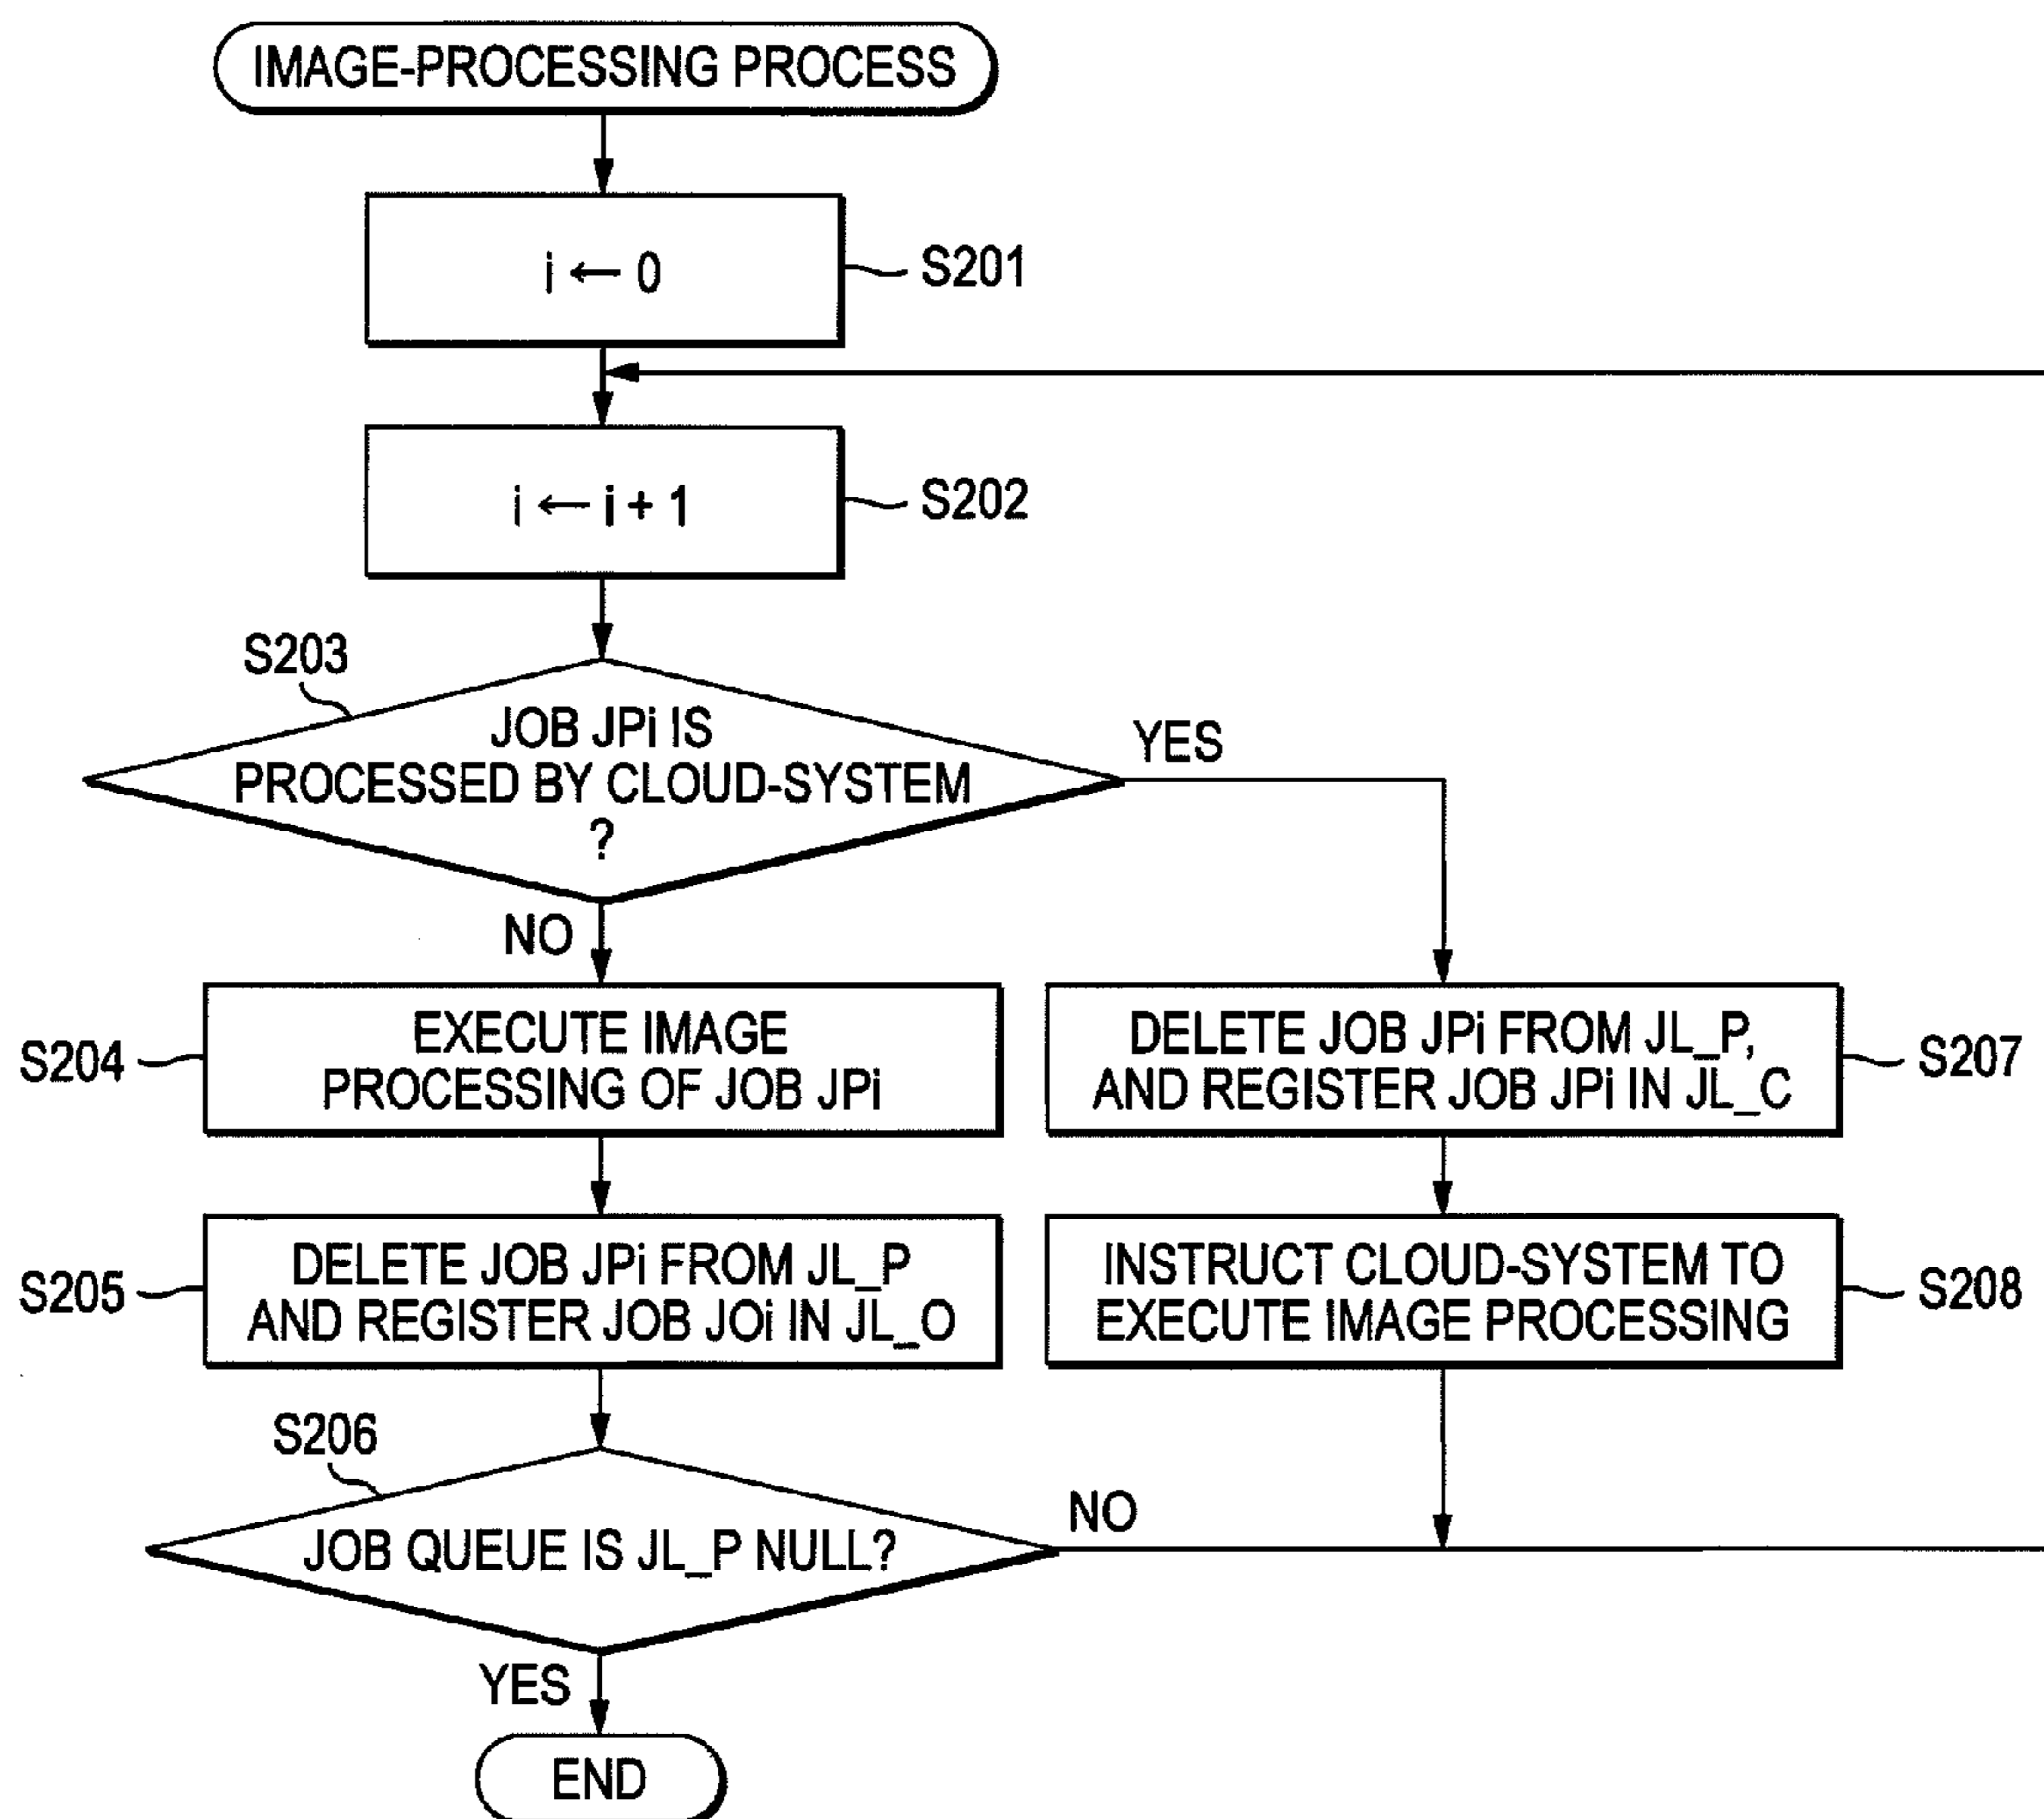 IMAGE-PROCESSING PROCESS
i ← 0
S201
i ← i + 1
S202
S203
JOB JPi IS
PROCESSED BY CLOUD-SYSTEM
?
YES
NO
EXECUTE IMAGE
PROCESSING OF JOB JPi
S204
DELETE JOB JPi FROM JL_P,
AND REGISTER JOB JPi IN JL_C
S207
DELETE JOB JPi FROM JL_P
AND REGISTER JOB JOi IN JL_O
S205
INSTRUCT CLOUD-SYSTEM TO
EXECUTE IMAGE PROCESSING
S208
S206
JOB QUEUE IS JL_P NULL?
NO
YES
END